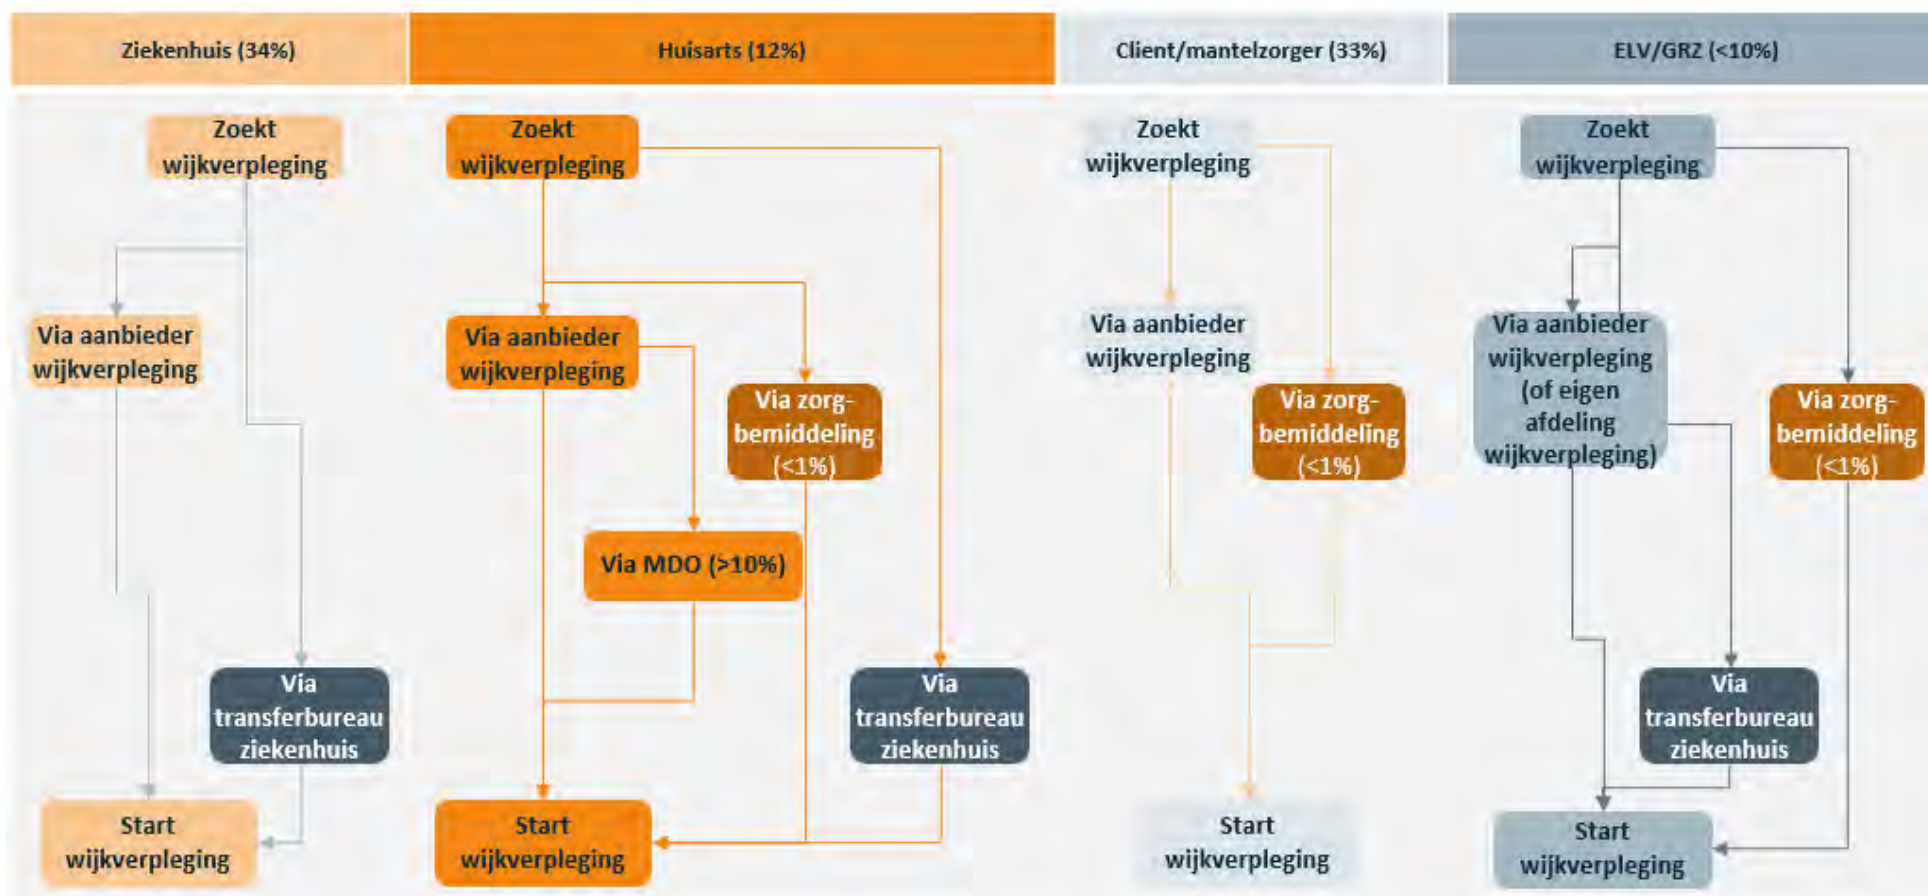 Ziekenhuis (34%)
Huisarts (12%)
Client/mantelzorger (33%)
ELV/GRZ (<10%)
Zoekt
wijkverpleging
Via aanbieder
wijkverpleging
Via
transferbureau
ziekenhuis
Start
wijkverpleging
Zoekt
wijkverpleging
Via aanbieder
wijkverpleging
Via zorg-
bemiddeling
(<1%)
Via MDO (>10%)
Via
transferbureau
ziekenhuis
Start
wijkverpleging
Zoekt
wijkverpleging
Via aanbieder
wijkverpleging
Via zorg-
bemiddeling
(<1%)
Start
wijkverpleging
Zoekt
wijkverpleging
Via aanbieder
wijkverpleging
(of eigen
afdeling
wijkverpleging)
Via zorg-
bemiddeling
(<1%)
Via
transferbureau
ziekenhuis
Start
wijkverpleging